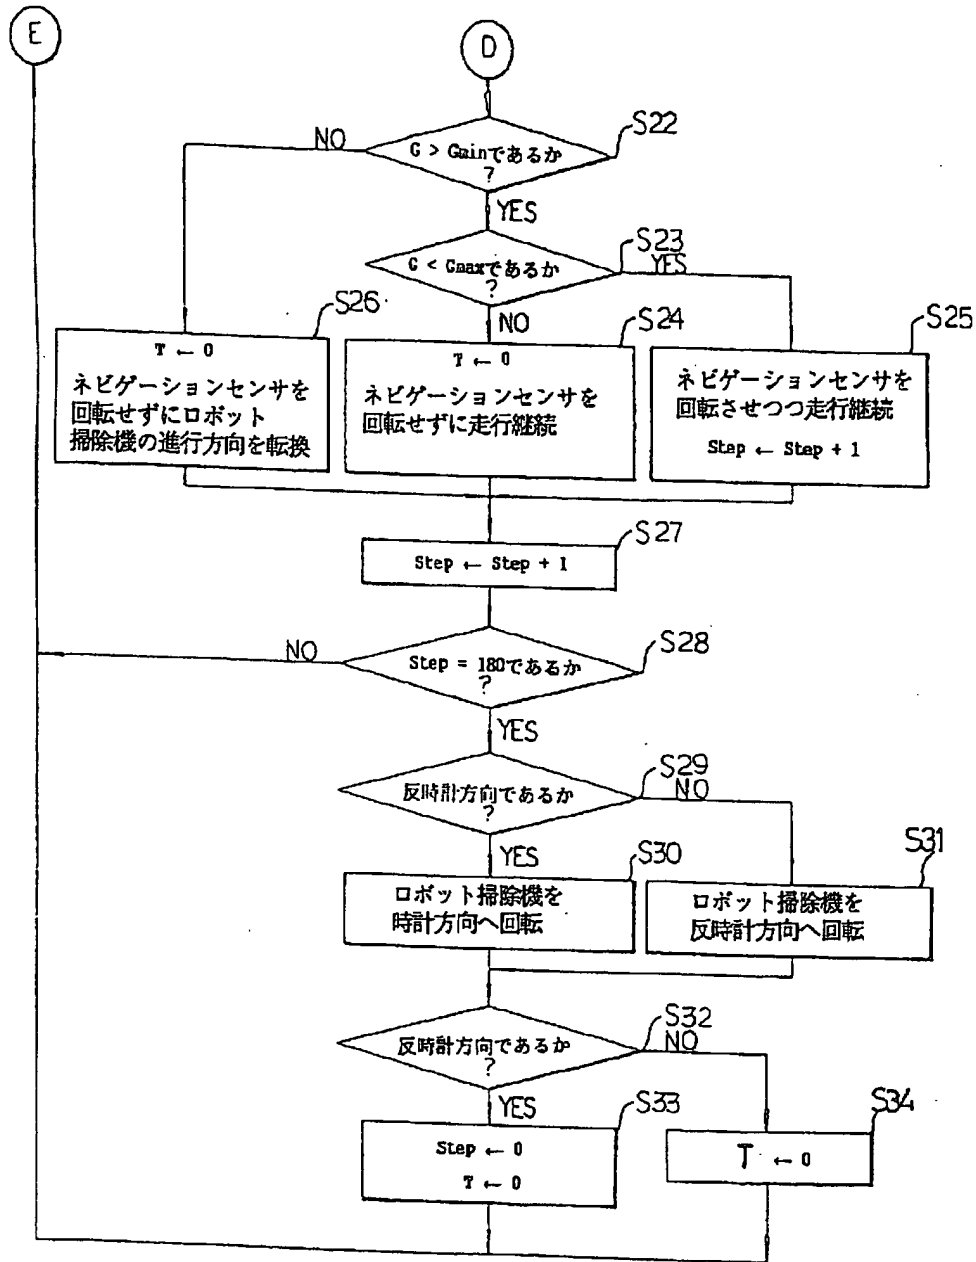 E
D
S22
NO
G > Gminであるか
?
YES
S23
YES
G < Gmaxであるか
?
NO
S26
T ← 0
ネビゲーションセンサを
回転せずにロボット
掃除機の進行方向を転換
S24
T ← 0
ネビゲーションセンサを
回転せずに走行継続
S25
ネビゲーションセンサを
回転させつつ走行継続
Step ← Step + 1
S27
Step ← Step + 1
S28
NO
Step = 180であるか
?
YES
S29
NO
反時計方向であるか
?
YES
S30
ロボット掃除機を
時計方向へ回転
S31
ロボット掃除機を
反時計方向へ回転
S32
NO
反時計方向であるか
?
YES
S33
Step ← 0
T ← 0
S34
T ← 0